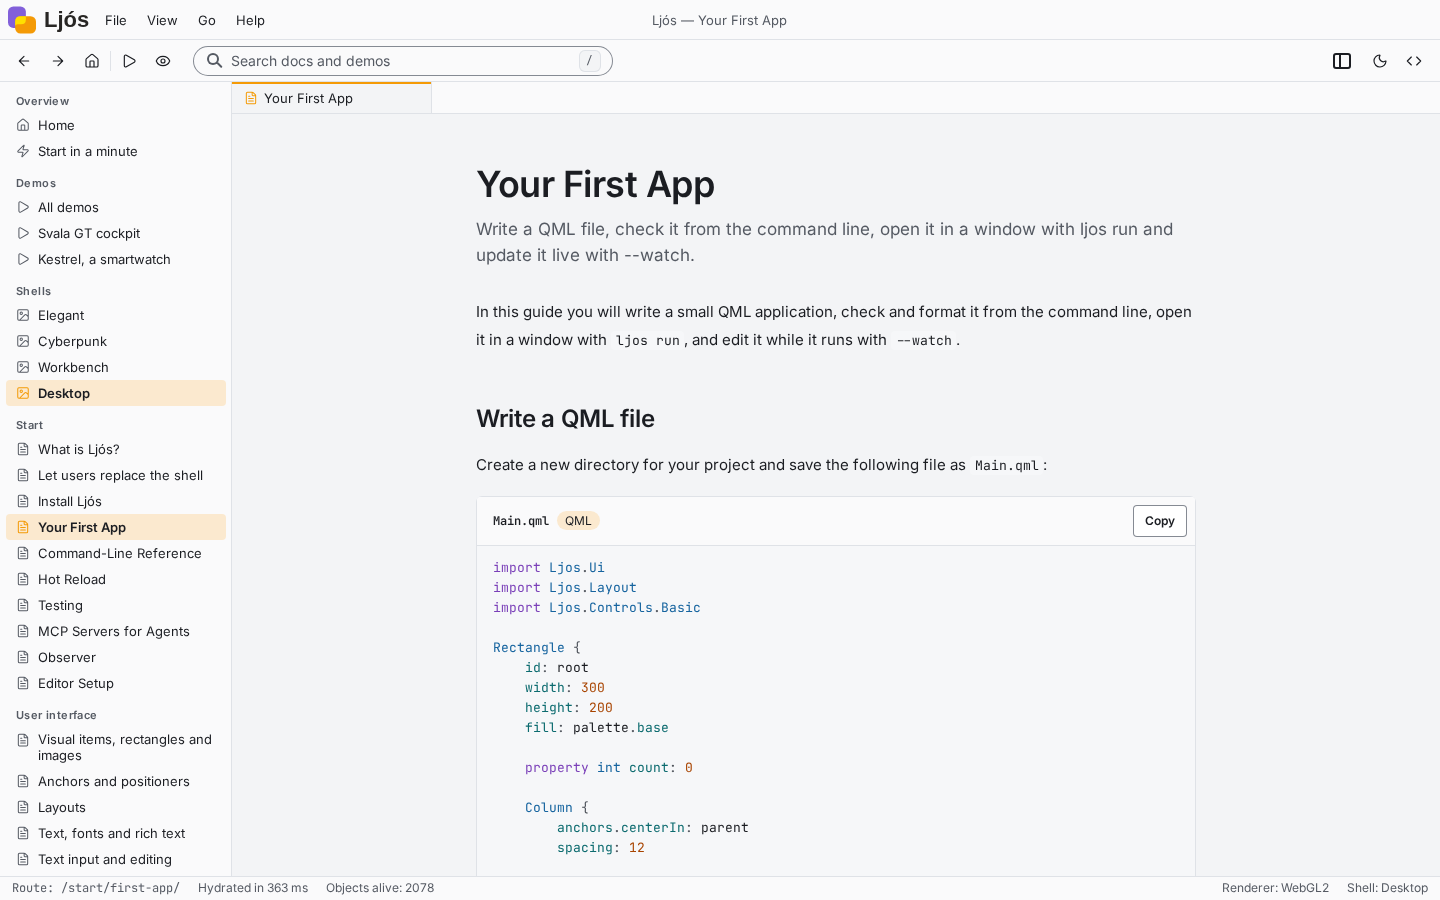 Ljós
File
View
Go
Help
Ljós — Your First App
Search docs and demos
/
Overview
Home
Start in a minute
Demos
All demos
Svala GT cockpit
Kestrel, a smartwatch
Shells
Elegant
Cyberpunk
Workbench
Desktop
Start
What is Ljós?
Let users replace the shell
Install Ljós
Your First App
Command-Line Reference
Hot Reload
Testing
MCP Servers for Agents
Observer
Editor Setup
User interface
Visual items, rectangles and
images
Anchors and positioners
Layouts
Text, fonts and rich text
Text input and editing
Your First App
Your First App
Write a QML file, check it from the command line, open it in a window with ljos run and
update it live with --watch.
In this guide you will write a small QML application, check and format it from the command line, open
it in a window with ljos run, and edit it while it runs with --watch.
Write a QML file
Create a new directory for your project and save the following file as Main.qml:
Main.qml
QML
Copy
import Ljos.Ui
import Ljos.Layout
import Ljos.Controls.Basic
Rectangle {
    id: root
    width: 300
    height: 200
    fill: palette.base
    property int count: 0
    Column {
        anchors.centerIn: parent
        spacing: 12
Route: /start/first-app/
Hydrated in 363 ms
Objects alive: 2078
Renderer: WebGL2
Shell: Desktop